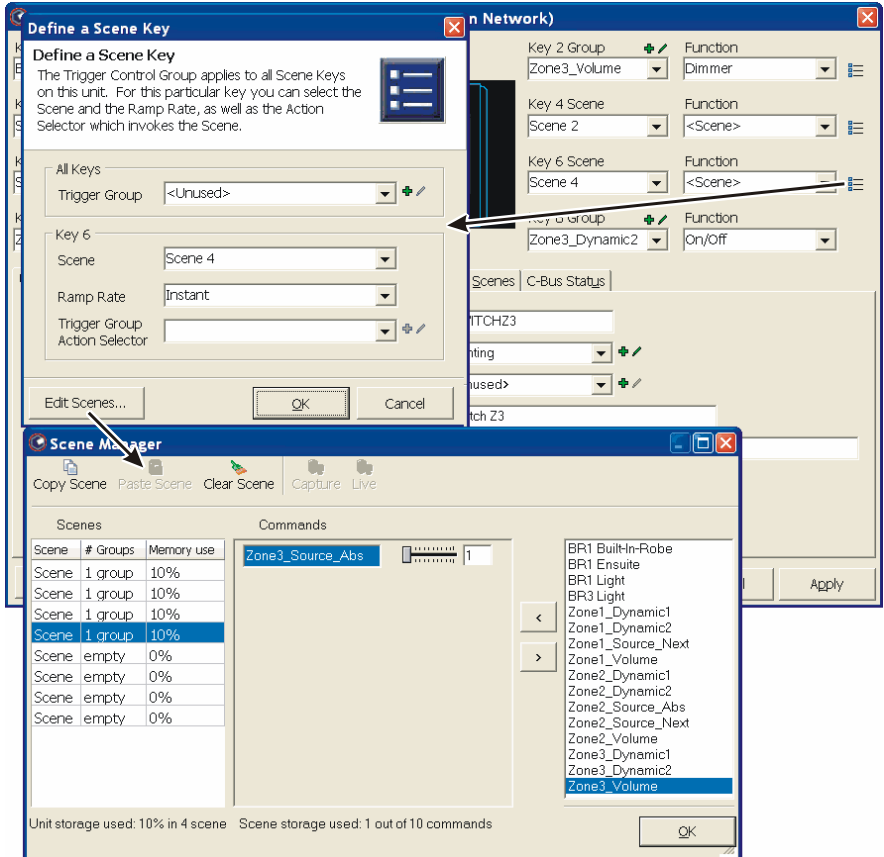 Define a Scene Key
n Network)
Define a Scene Key
The Trigger Control Group applies to all Scene Keys
on this unit. For this particular key you can select the
Scene and the Ramp Rate, as well as the Action
Selector which invokes the Scene.
All Keys
Trigger Group <Unused>
Key 6
Scene Scene 4
Ramp Rate Instant
Trigger Group
Action Selector
Edit Scenes... OK Cancel
Key 2 Group Function
Zone3_Volume Dimmer
Key 4 Scene Function
Scene 2 <Scene>
Key 6 Scene Function
Scene 4 <Scene>
Key 8 Group Function
Zone3_Dynamic2 On/Off
Scenes C-Bus Status
ITCHZ3
hting
nused>
tch Z3
l Apply
Scene Manager
Copy Scene Paste Scene Clear Scene Capture Live
Scenes Commands
Scene # Groups Memory use
Scene 1 group 10%
Scene 1 group 10%
Scene 1 group 10%
Scene 1 group 10%
Scene empty 0%
Scene empty 0%
Scene empty 0%
Scene empty 0%
Zone3_Source_Abs 1
<
>
BR1 Built-In-Robe
BR1 Ensuite
BR1 Light
BR3 Light
Zone1_Dynamic1
Zone1_Dynamic2
Zone1_Source_Next
Zone1_Volume
Zone2_Dynamic1
Zone2_Dynamic2
Zone2_Source_Abs
Zone2_Source_Next
Zone2_Volume
Zone3_Dynamic1
Zone3_Dynamic2
Zone3_Volume
Unit storage used: 10% in 4 scene Scene storage used: 1 out of 10 commands
OK